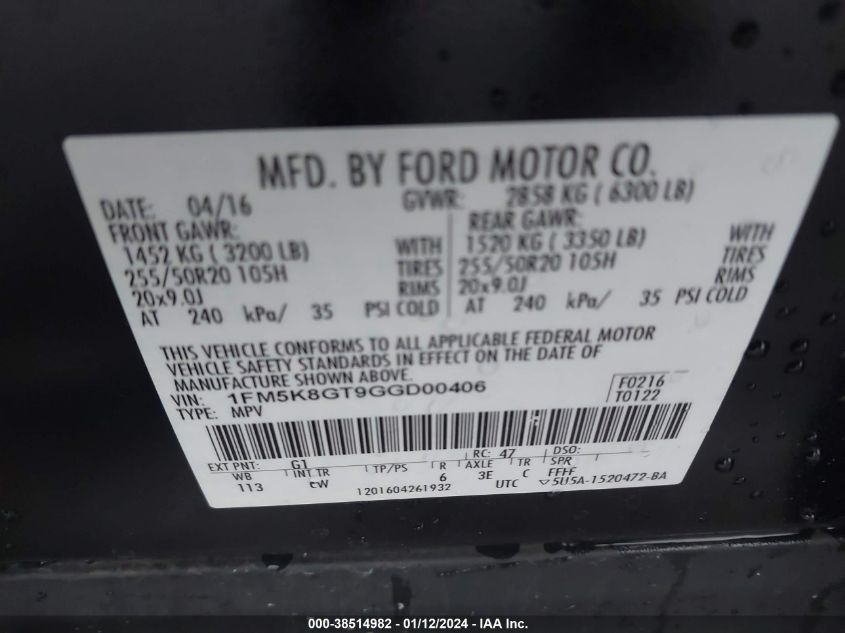 MFD. BY FORD MOTOR CO.
DATE: 04/16 GVWR: 2858 KG ( 6300 LB)
FRONT GAWR: REAR GAWR:
1452 KG ( 3200 LB) WITH 1520 KG ( 3350 LB) WITH
255/50R20 105H TIRES 255/50R20 105H TIRES
20x9.0J RIMS 20x9.0J RIMS
AT 240 kPa/ 35 PSI COLD AT 240 kPa/ 35 PSI COLD
THIS VEHICLE CONFORMS TO ALL APPLICABLE FEDERAL MOTOR
VEHICLE SAFETY STANDARDS IN EFFECT ON THE DATE OF
MANUFACTURE SHOWN ABOVE.
VIN: 1FM5K8GT9GGD00406 F0216
TYPE: MPV T0122
EXT PNT: G1 RC: 47 DSO:
WB INT TR TP/PS R AXLE TR SPR
113 6 3E C FFFF
1201604261932 UTC ▽5U5A-1520472-BA
000-38514982 - 01/12/2024 - IAA Inc.